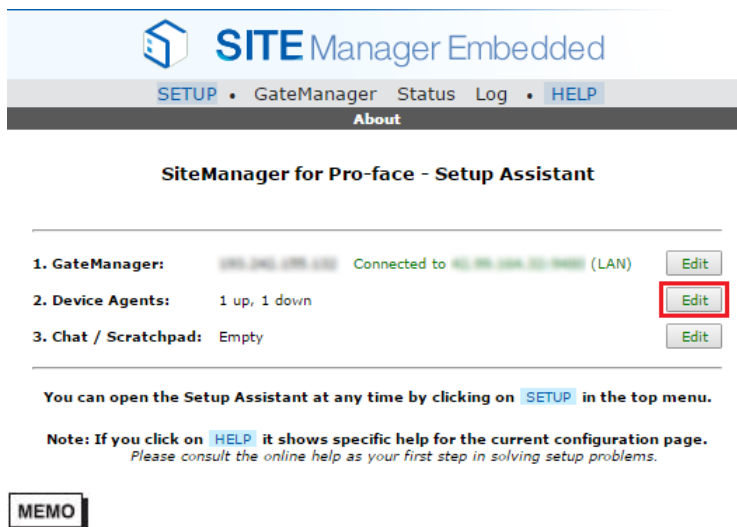 SITE Manager Embedded
SETUP • GateManager Status Log • HELP
About
SiteManager for Pro-face - Setup Assistant
1. GateManager: Connected to (LAN) Edit
2. Device Agents: 1 up, 1 down Edit
3. Chat / Scratchpad: Empty Edit
You can open the Setup Assistant at any time by clicking on SETUP in the top menu.
Note: If you click on HELP it shows specific help for the current configuration page.
Please consult the online help as your first step in solving setup problems.
MEMO